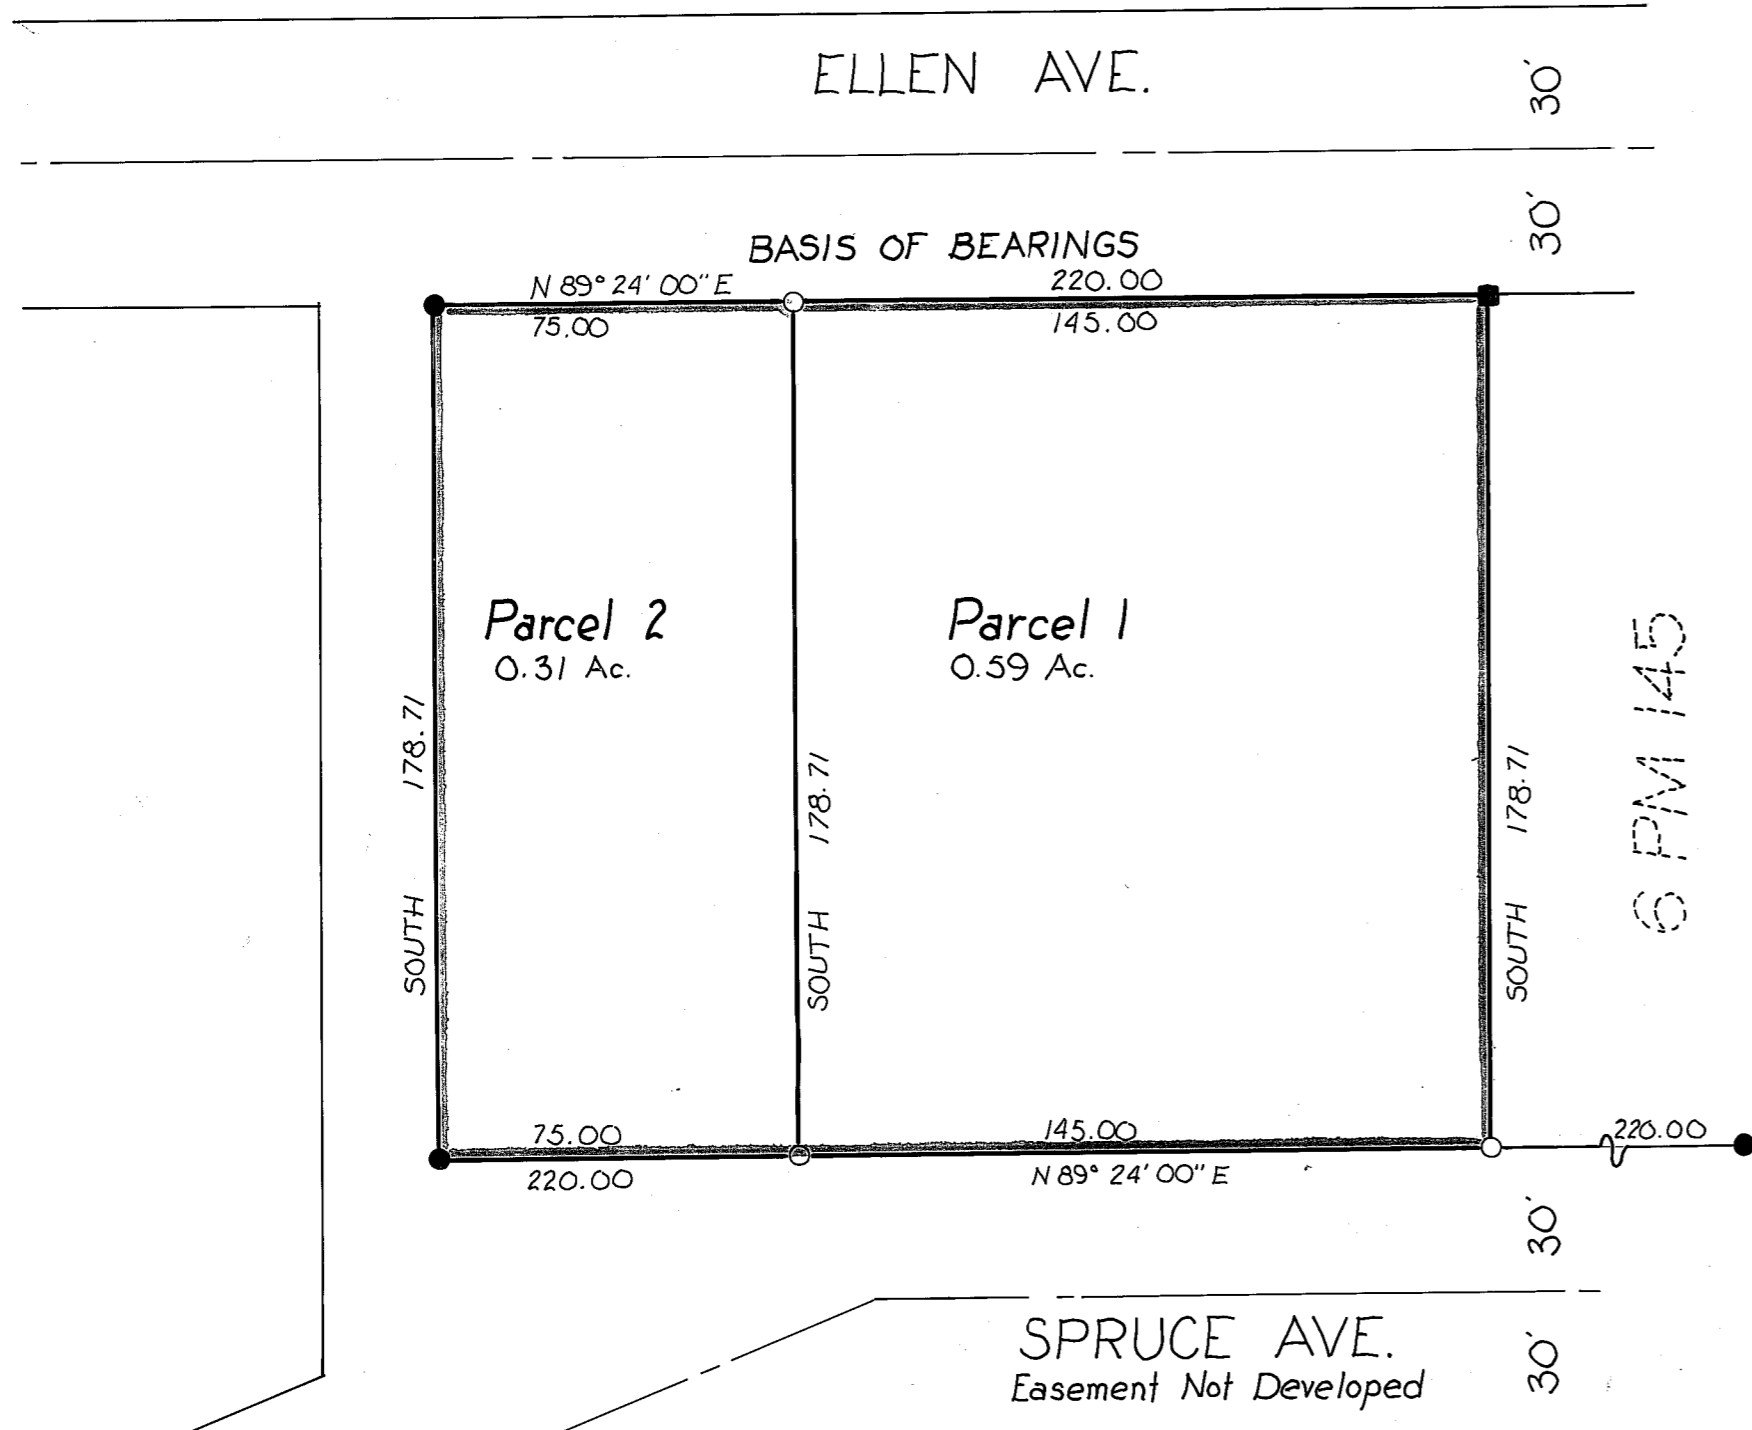 ELLEN AVE.
30'
30'
BASIS OF BEARINGS
N 89° 24' 00" E
220.00
75.00
145.00
Parcel 2
0.31 Ac.
Parcel 1
0.59 Ac.
SOUTH 178.71
SOUTH 178.71
SOUTH 178.71
6 PM 145
75.00
145.00
220.00
220.00
N 89° 24' 00" E
30'
SPRUCE AVE.
Easement Not Developed
30'